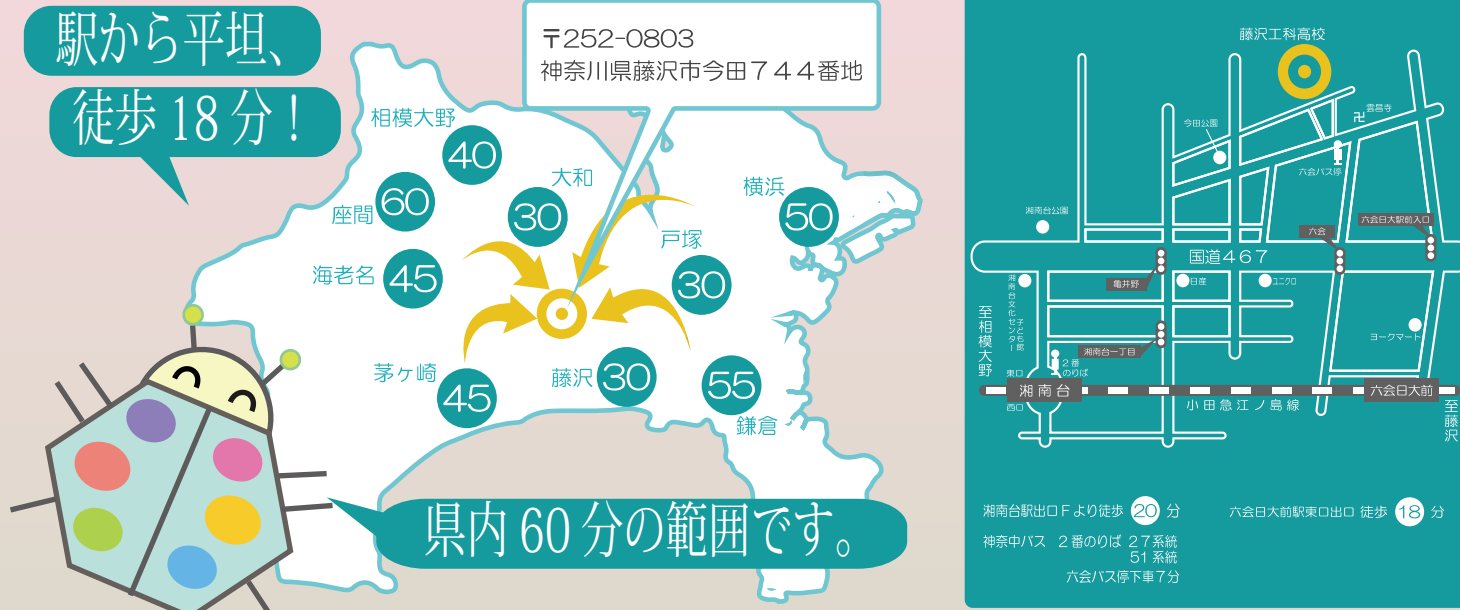 駅から平坦、
徒歩18分！
〒252-0803
神奈川県藤沢市今田７４４番地
相模大野
40
大和
30
座間
60
海老名
45
横浜
50
戸塚
30
茅ヶ崎
45
藤沢
30
鎌倉
55
県内60分の範囲です。
藤沢工科高校
雲昌寺
今田公園
六会バス停
湘南台公園
六会日大駅前入口
六会
国道４６７
亀井野
日産
ユニクロ
湘南台文化センター
子ども館
至相模大野
湘南台一丁目
ヨークマート
２番
のりば
東口
湘南台
西口
六会日大前
小田急江ノ島線
至藤沢
湘南台駅出口Ｆより徒歩 20 分
神奈中バス ２番のりば ２７系統
51系統
六会バス停下車７分
六会日大前駅東口出口 徒歩 18 分